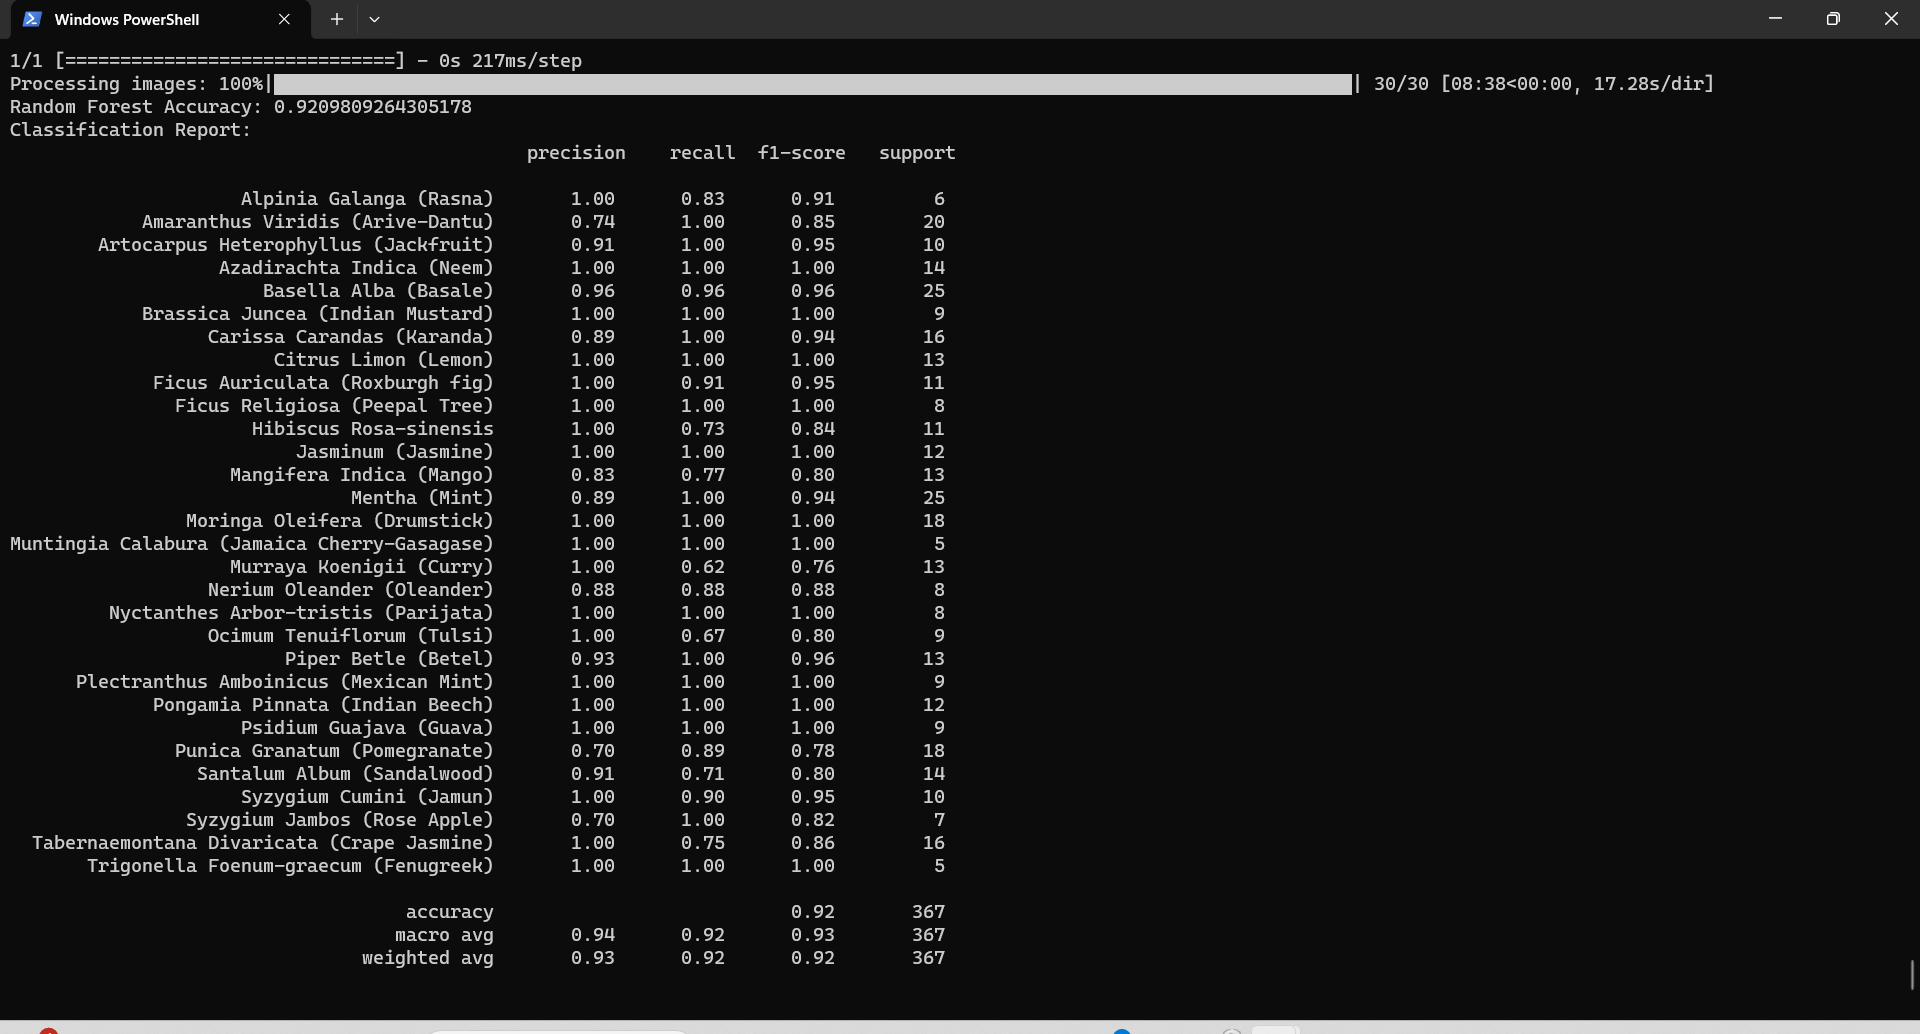 Windows PowerShell
1/1 [==============================] - 0s 217ms/step
Processing images: 100%|| 30/30 [08:38<00:00, 17.28s/dir]
Random Forest Accuracy: 0.9209809264305178
Classification Report:
precision recall f1-score support
Alpinia Galanga (Rasna) 1.00 0.83 0.91 6
Amaranthus Viridis (Arive-Dantu) 0.74 1.00 0.85 20
Artocarpus Heterophyllus (Jackfruit) 0.91 1.00 0.95 10
Azadirachta Indica (Neem) 1.00 1.00 1.00 14
Basella Alba (Basale) 0.96 0.96 0.96 25
Brassica Juncea (Indian Mustard) 1.00 1.00 1.00 9
Carissa Carandas (Karanda) 0.89 1.00 0.94 16
Citrus Limon (Lemon) 1.00 1.00 1.00 13
Ficus Auriculata (Roxburgh fig) 1.00 0.91 0.95 11
Ficus Religiosa (Peepal Tree) 1.00 1.00 1.00 8
Hibiscus Rosa-sinensis 1.00 0.73 0.84 11
Jasminum (Jasmine) 1.00 1.00 1.00 12
Mangifera Indica (Mango) 0.83 0.77 0.80 13
Mentha (Mint) 0.89 1.00 0.94 25
Moringa Oleifera (Drumstick) 1.00 1.00 1.00 18
Muntingia Calabura (Jamaica Cherry-Gasagase) 1.00 1.00 1.00 5
Murraya Koenigii (Curry) 1.00 0.62 0.76 13
Nerium Oleander (Oleander) 0.88 0.88 0.88 8
Nyctanthes Arbor-tristis (Parijata) 1.00 1.00 1.00 8
Ocimum Tenuiflorum (Tulsi) 1.00 0.67 0.80 9
Piper Betle (Betel) 0.93 1.00 0.96 13
Plectranthus Amboinicus (Mexican Mint) 1.00 1.00 1.00 9
Pongamia Pinnata (Indian Beech) 1.00 1.00 1.00 12
Psidium Guajava (Guava) 1.00 1.00 1.00 9
Punica Granatum (Pomegranate) 0.70 0.89 0.78 18
Santalum Album (Sandalwood) 0.91 0.71 0.80 14
Syzygium Cumini (Jamun) 1.00 0.90 0.95 10
Syzygium Jambos (Rose Apple) 0.70 1.00 0.82 7
Tabernaemontana Divaricata (Crape Jasmine) 1.00 0.75 0.86 16
Trigonella Foenum-graecum (Fenugreek) 1.00 1.00 1.00 5
accuracy 0.92 367
macro avg 0.94 0.92 0.93 367
weighted avg 0.93 0.92 0.92 367